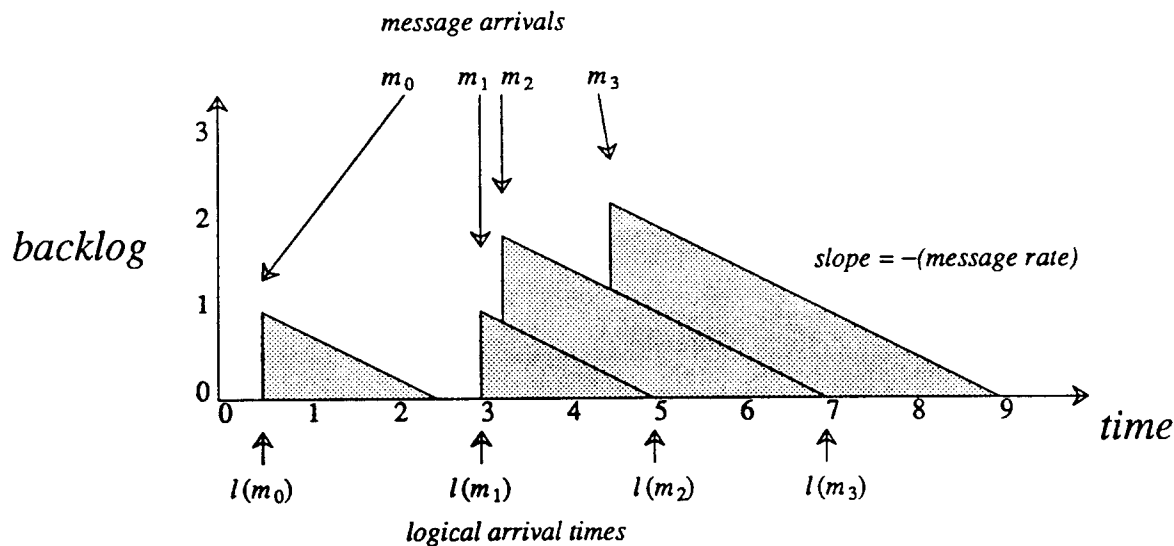 message arrivals
m0 m1 m2 m3
3
2
backlog
slope = –(message rate)
1
0
0 1 2 3 4 5 6 7 8 9
time
l(m0) l(m1) l(m2) l(m3)
logical arrival times